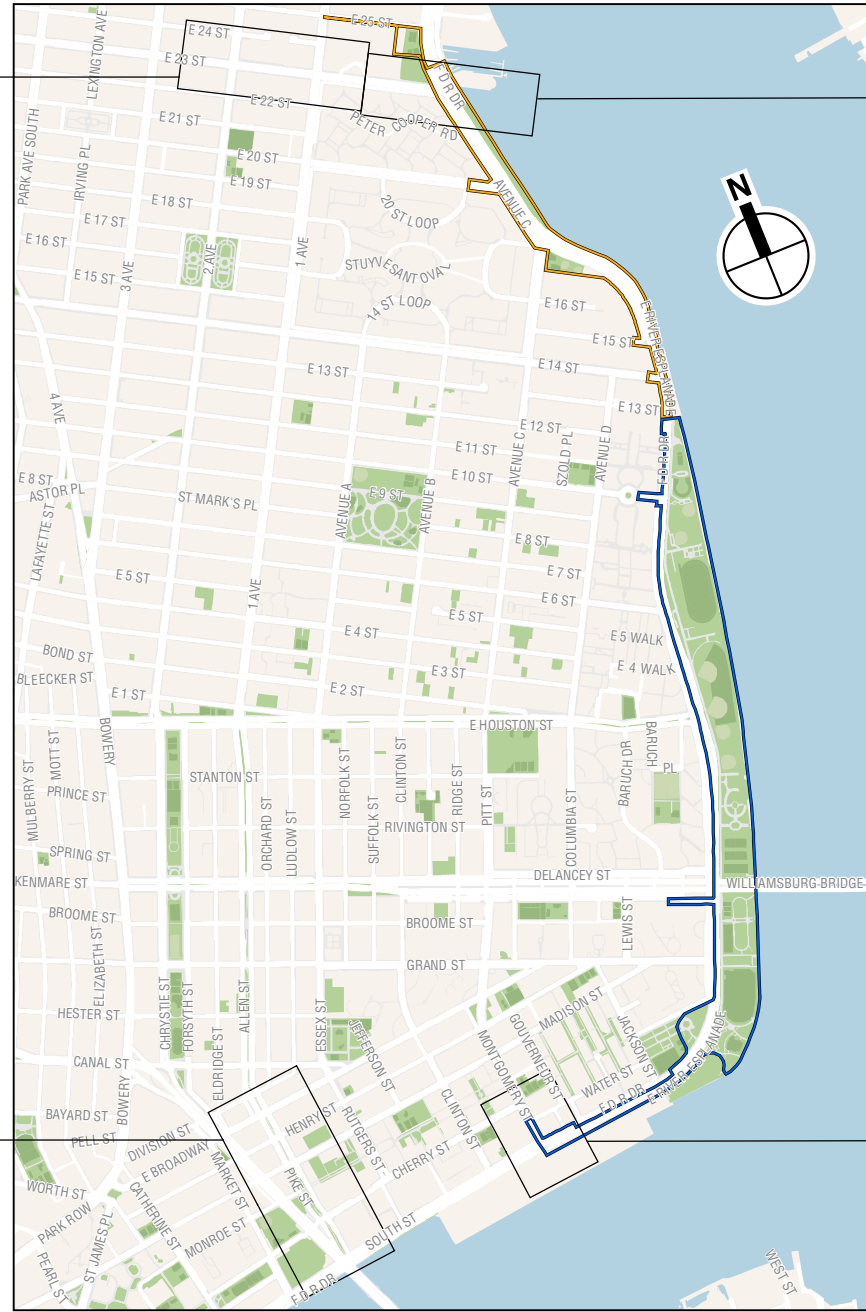 E 25 ST
E 24 ST
LEXINGTON AVE
E 23 ST
F D R DR
E 22 ST
PARK AVE SOUTH
E 21 ST
PETER COOPER RD
IRVING PL
E 20 ST
N
E 19 ST
AVENUE C
E 18 ST
20 ST LOOP
E 17 ST
E 16 ST
3 AVE
2 AVE
1 AVE
STUYVESANT OVAL
E 15 ST
14 ST LOOP
E 16 ST
E RIVER ESPLANADE
E 15 ST
E 14 ST
E 13 ST
4 AVE
E 13 ST
E 12 ST
E 11 ST
AVENUE C
SZOLD PL
AVENUE D
F D R DR
E 10 ST
E 8 ST
ASTOR PL
ST MARK'S PL
AVENUE A
E 9 ST
AVENUE B
LAFAYETTE ST
E 8 ST
E 7 ST
E 5 ST
1 AVE
E 6 ST
E 5 ST
E 4 ST
E 5 WALK
BOND ST
E 3 ST
E 4 WALK
BLEECKER ST
E 1 ST
E 2 ST
E HOUSTON ST
BOWERY
MOTT ST
BARUCH PL
BARUCH DR
STANTON ST
NORFOLK ST
CLINTON ST
RIDGE ST
PITT ST
PRINCE ST
MULBERRY ST
ORCHARD ST
LUDLOW ST
SUFFOLK ST
RIVINGTON ST
COLUMBIA ST
SPRING ST
KENMARE ST
DELANCEY ST
WILLIAMSBURG BRIDGE
BROOME ST
BROOME ST
LEWIS ST
ELIZABETH ST
GRAND ST
CHRYSTIE ST
FORSYTH ST
ALLEN ST
ESSEX ST
HESTER ST
MADISON ST
GOUVERNEUR ST
JACKSON ST
ELDRIDGE ST
JEFFERSON ST
MONTGOMERY ST
CANAL ST
WATER ST
E RIVER ESPLANADE
F D R DR
BOWERY
BAYARD ST
HENRY ST
CLINTON ST
RUTGERS ST
PELL ST
DIVISION ST
E BROADWAY
CHERRY ST
MARKET ST
PIKE ST
WORTH ST
CATHERINE ST
PARK ROW
ST JAMES PL
MONROE ST
SOUTH ST
PEARL ST
F D R DR
WEST ST